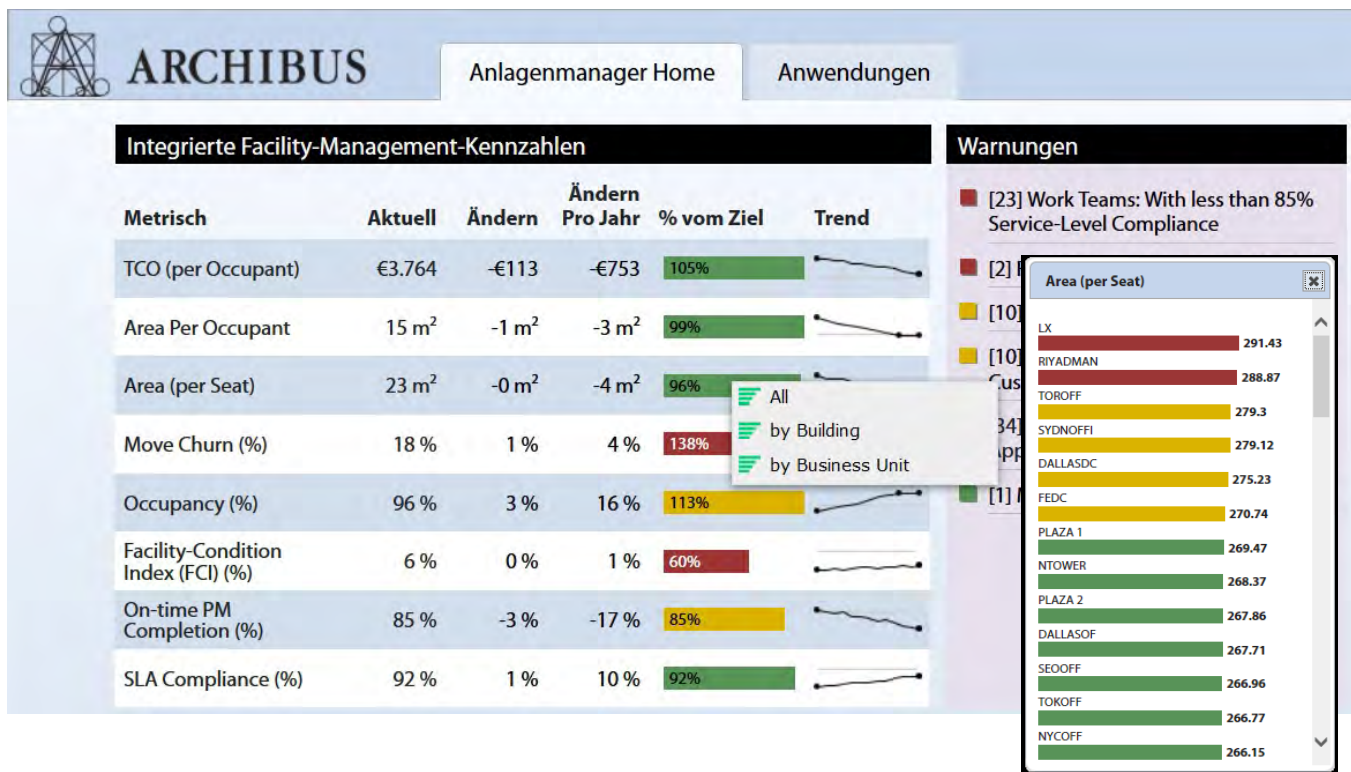 ARCHIBUS
Anlagenmanager Home
Anwendungen
Integrierte Facility-Management-Kennzahlen
Metrisch Aktuell Ändern Ändern Pro Jahr % vom Ziel Trend
TCO (per Occupant) €3.764 -€113 -€753 105%
Area Per Occupant 15 m² -1 m² -3 m² 99%
Area (per Seat) 23 m² -0 m² -4 m² 96%
Move Churn (%) 18 % 1 % 4 % 138%
Occupancy (%) 96 % 3 % 16 % 113%
Facility-Condition
Index (FCI) (%) 6 % 0 % 1 % 60%
On-time PM
Completion (%) 85 % -3 % -17 % 85%
SLA Compliance (%) 92 % 1 % 10 % 92%
All
by Building
by Business Unit
Warnungen
[23] Work Teams: With less than 85%
Service-Level Compliance
[2]
[10]
[10]
[1]
Area (per Seat)
LX
291.43
RIYADMAN
288.87
TOROFF
279.3
SYDNOFFI
279.12
DALLASDC
275.23
FEDC
270.74
PLAZA 1
269.47
NTOWER
268.37
PLAZA 2
267.86
DALLASOF
267.71
SEOOFF
266.96
TOKOFF
266.77
NYCOFF
266.15